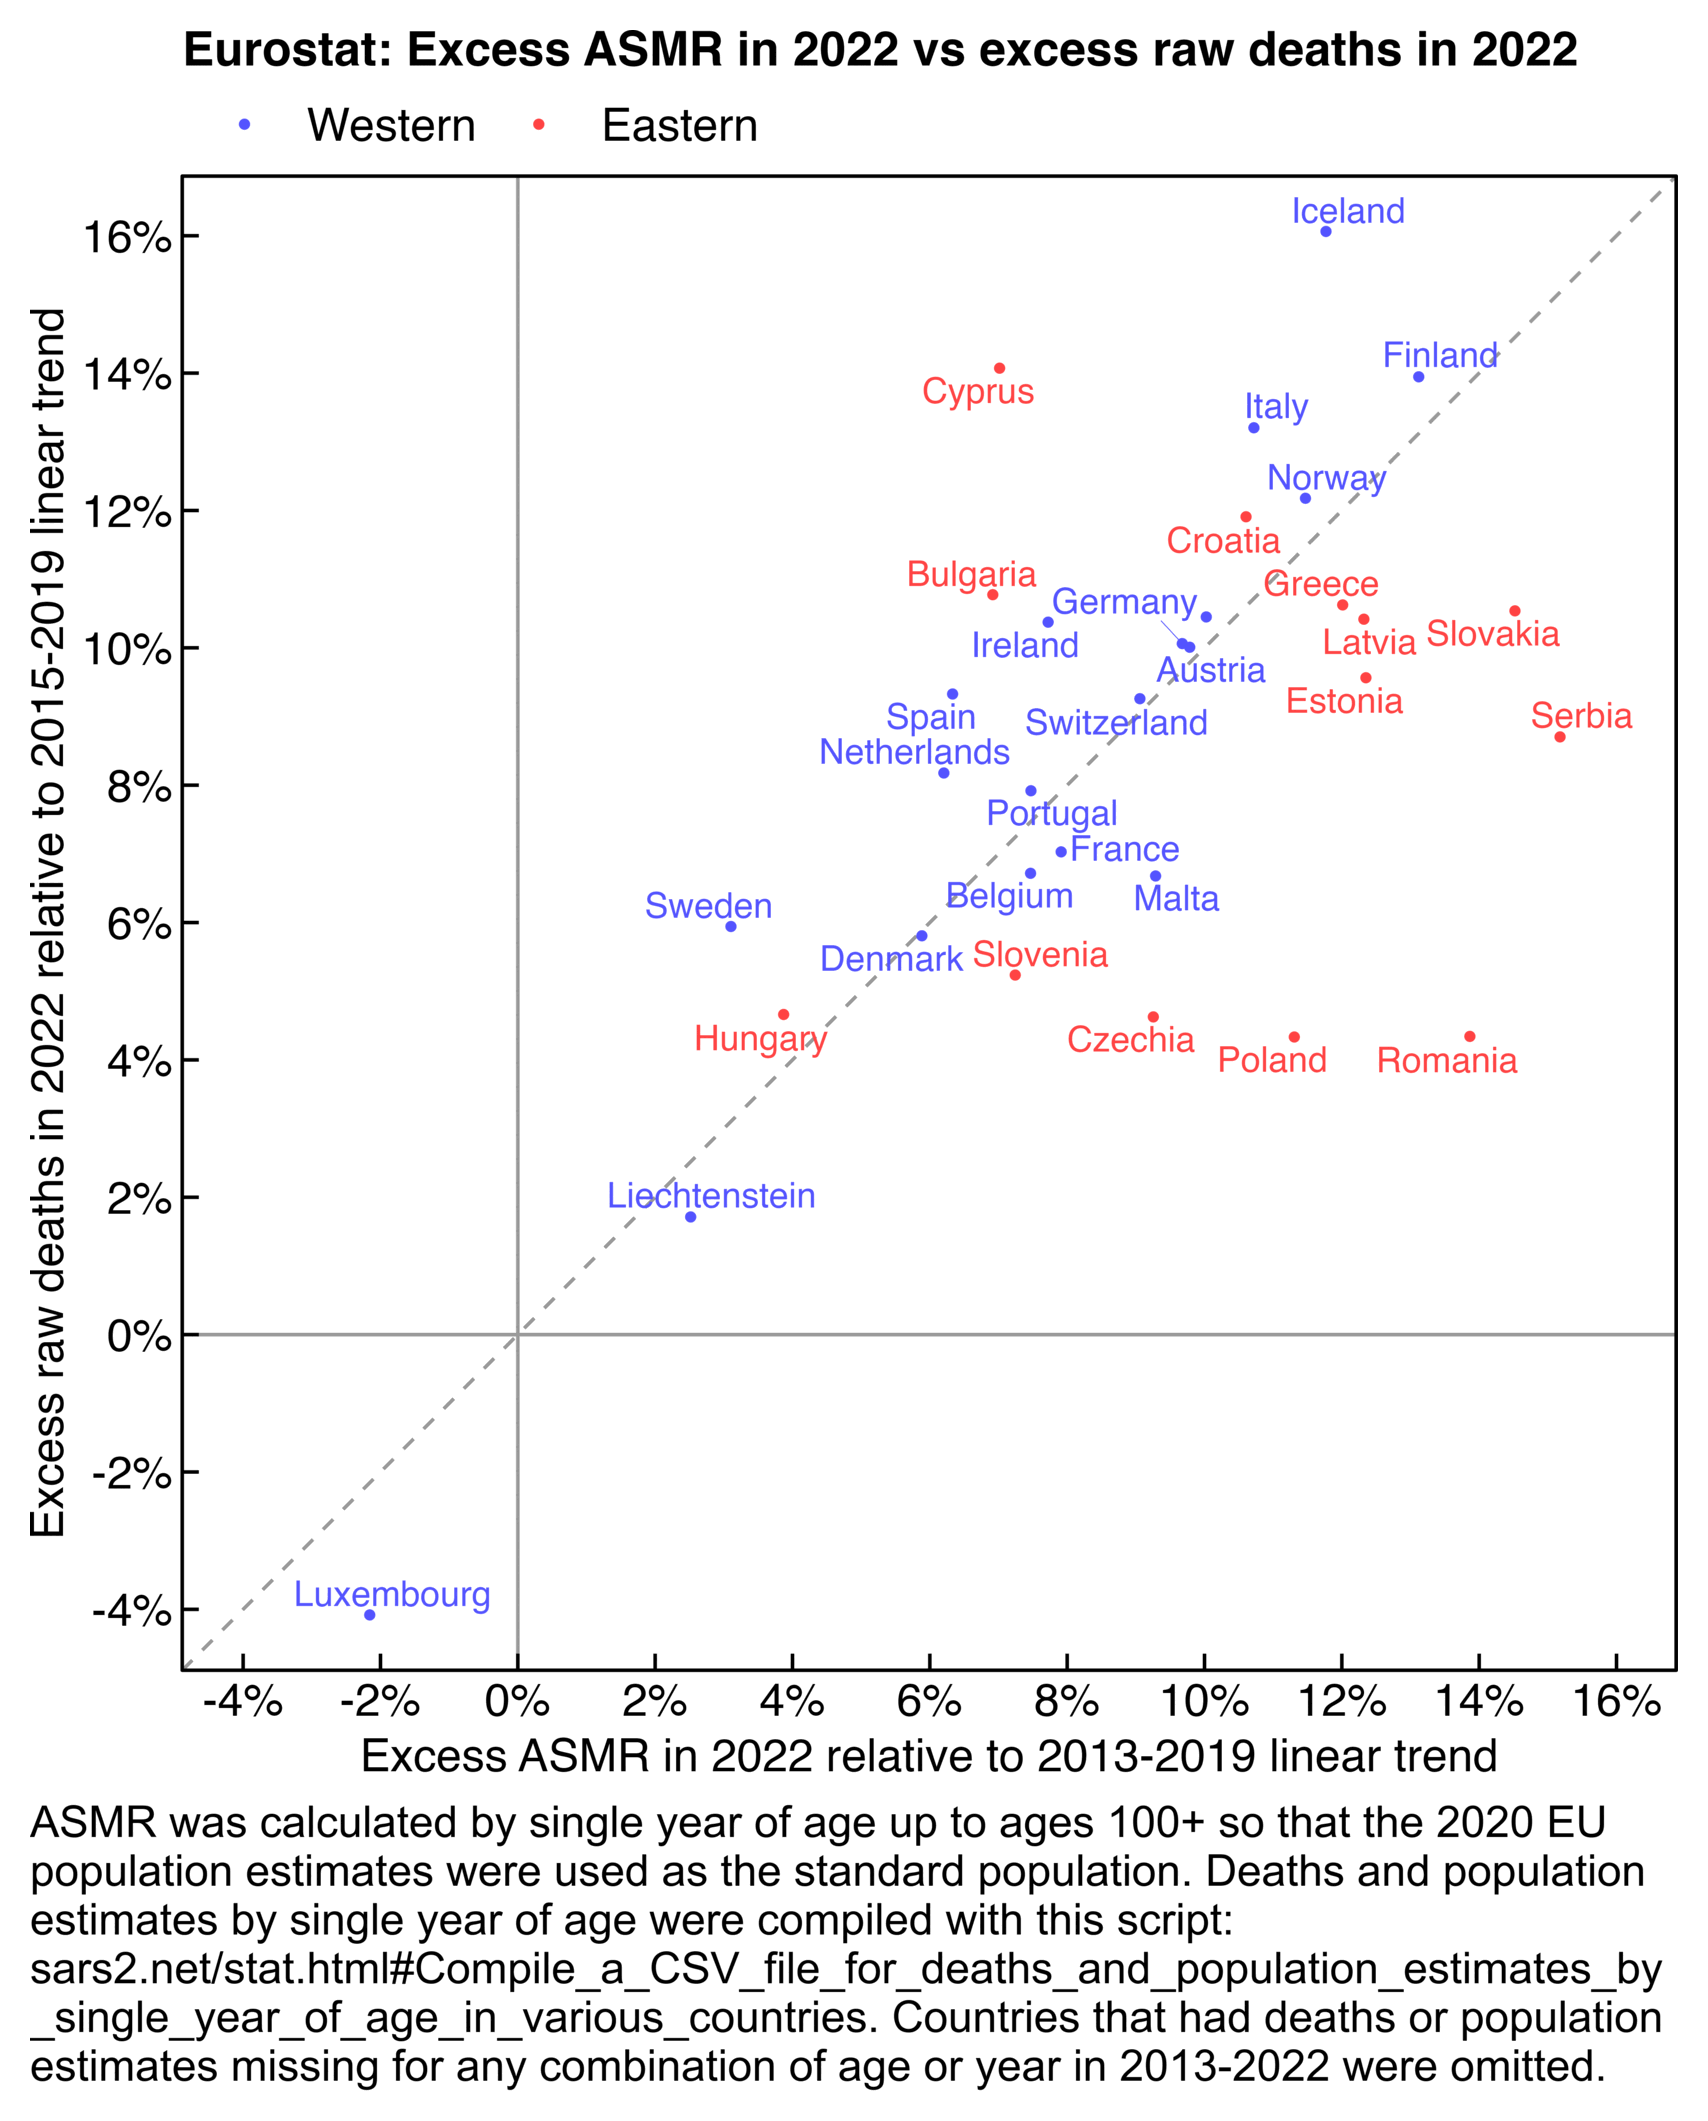 Eurostat: Excess ASMR in 2022 vs excess raw deaths in 2022
Western
Eastern
Excess raw deaths in 2022 relative to 2015-2019 linear trend
16%
14%
12%
10%
8%
6%
4%
2%
0%
-2%
-4%
Iceland
Finland
Cyprus
Italy
Norway
Croatia
Bulgaria
Greece
Germany
Ireland
Latvia
Slovakia
Austria
Estonia
Spain
Switzerland
Serbia
Netherlands
Portugal
France
Belgium
Malta
Sweden
Denmark
Slovenia
Hungary
Czechia
Poland
Romania
Liechtenstein
Luxembourg
-4%
-2%
0%
2%
4%
6%
8%
10%
12%
14%
16%
Excess ASMR in 2022 relative to 2013-2019 linear trend
ASMR was calculated by single year of age up to ages 100+ so that the 2020 EU
population estimates were used as the standard population. Deaths and population
estimates by single year of age were compiled with this script:
sars2.net/stat.html#Compile_a_CSV_file_for_deaths_and_population_estimates_by
_single_year_of_age_in_various_countries. Countries that had deaths or population
estimates missing for any combination of age or year in 2013-2022 were omitted.